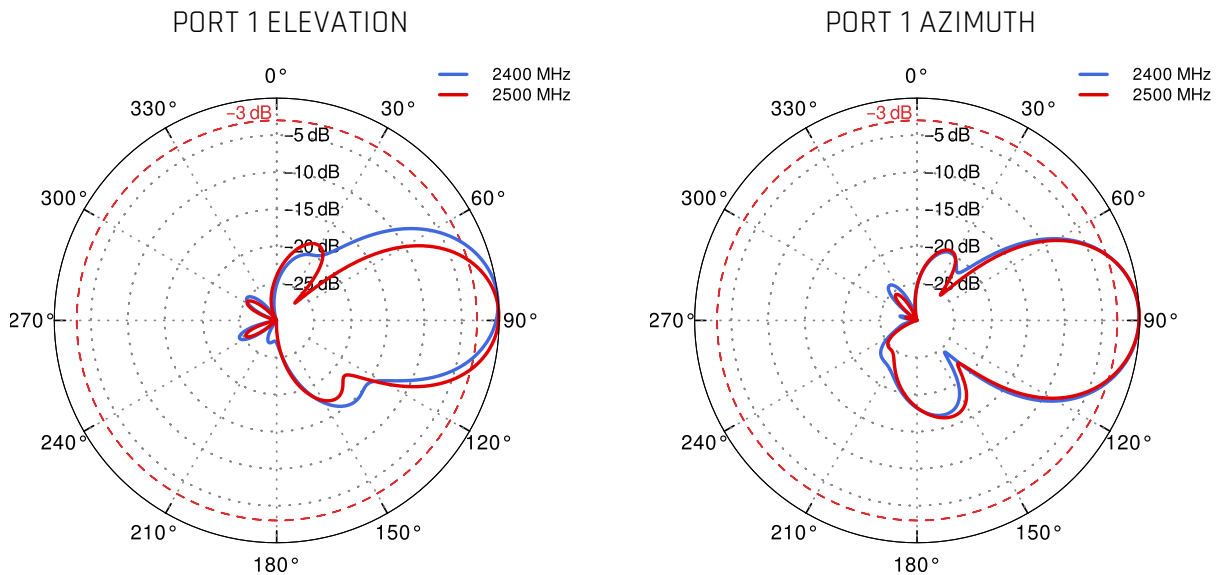 PORT 1 ELEVATION
2400 MHz
2500 MHz
0°
30°
60°
90°
120°
150°
180°
210°
240°
270°
300°
330°
−3 dB
−5 dB
−10 dB
−15 dB
−20 dB
−25 dB
PORT 1 AZIMUTH
2400 MHz
2500 MHz
0°
30°
60°
90°
120°
150°
180°
210°
240°
270°
300°
330°
−3 dB
−5 dB
−10 dB
−15 dB
−20 dB
−25 dB